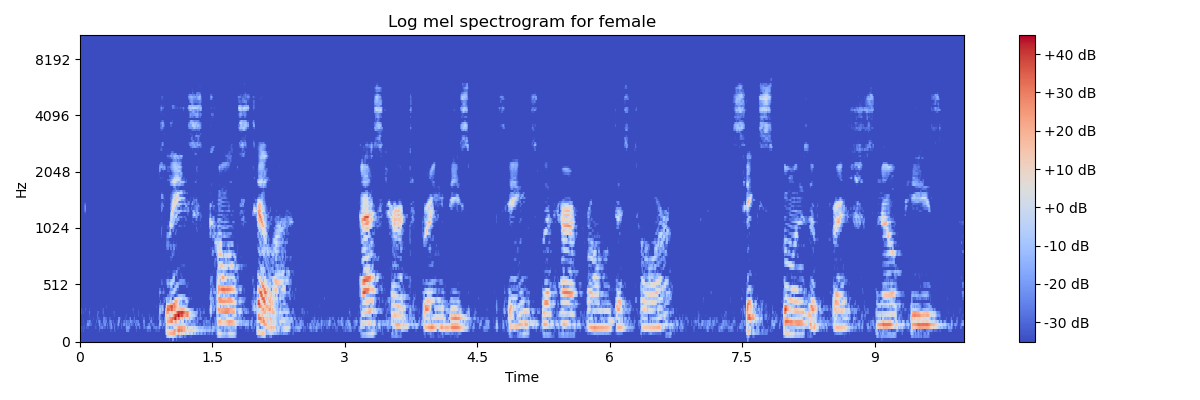 Log mel spectrogram for female
8192
4096
2048
1024
512
0
Hz
0 1.5 3 4.5 6 7.5 9
Time
+40 dB
+30 dB
+20 dB
+10 dB
+0 dB
-10 dB
-20 dB
-30 dB